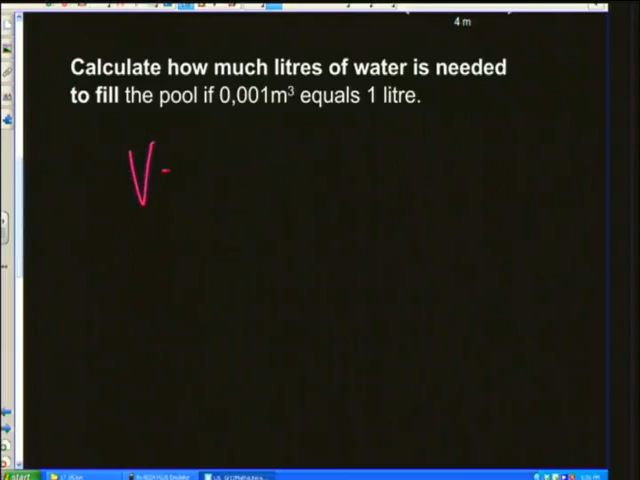 4 m
Calculate how much litres of water is needed
to fill the pool if 0,001m³ equals 1 litre.
V -
start